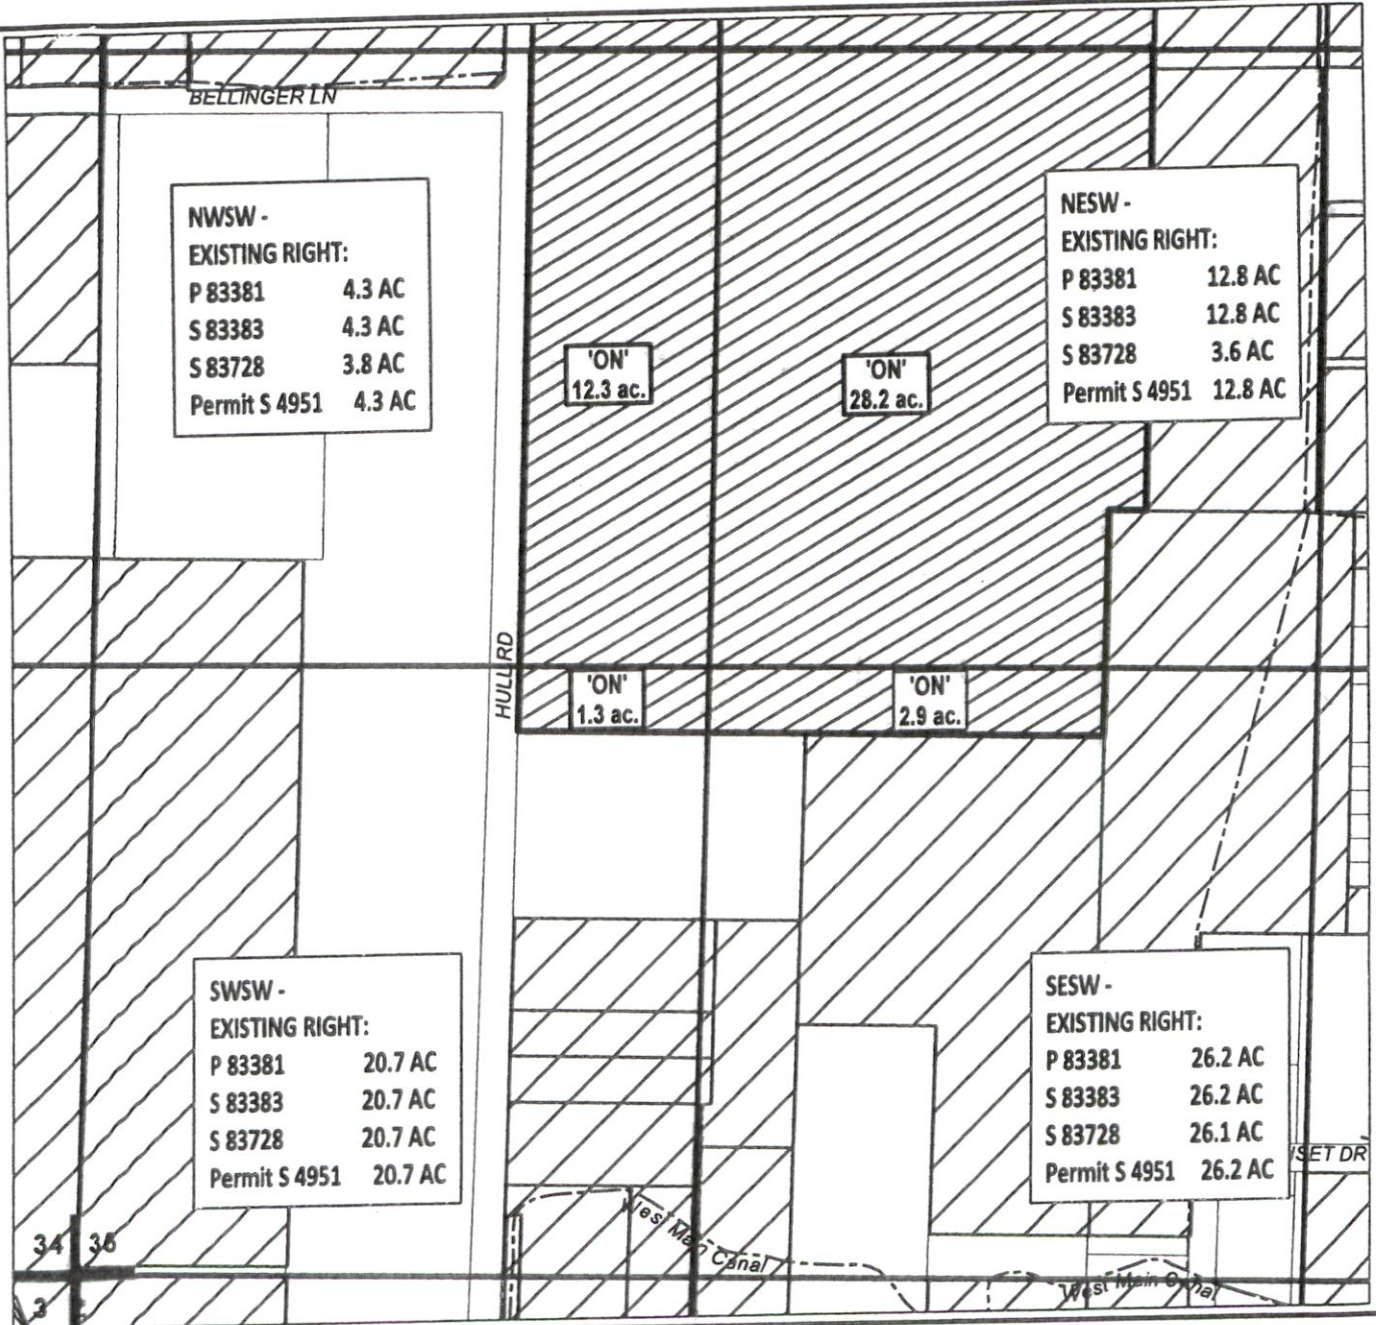 BELLINGER LN
NWSW -
EXISTING RIGHT:
P 83381 4.3 AC
S 83383 4.3 AC
S 83728 3.8 AC
Permit S 4951 4.3 AC
NESW -
EXISTING RIGHT:
P 83381 12.8 AC
S 83383 12.8 AC
S 83728 3.6 AC
Permit S 4951 12.8 AC
'ON'
12.3 ac.
'ON'
28.2 ac.
HULL RD
'ON'
1.3 ac.
'ON'
2.9 ac.
SWSW -
EXISTING RIGHT:
P 83381 20.7 AC
S 83383 20.7 AC
S 83728 20.7 AC
Permit S 4951 20.7 AC
SESW -
EXISTING RIGHT:
P 83381 26.2 AC
S 83383 26.2 AC
S 83728 26.1 AC
Permit S 4951 26.2 AC
SET DR
West Main Canal
West Main Canal
34 35
3